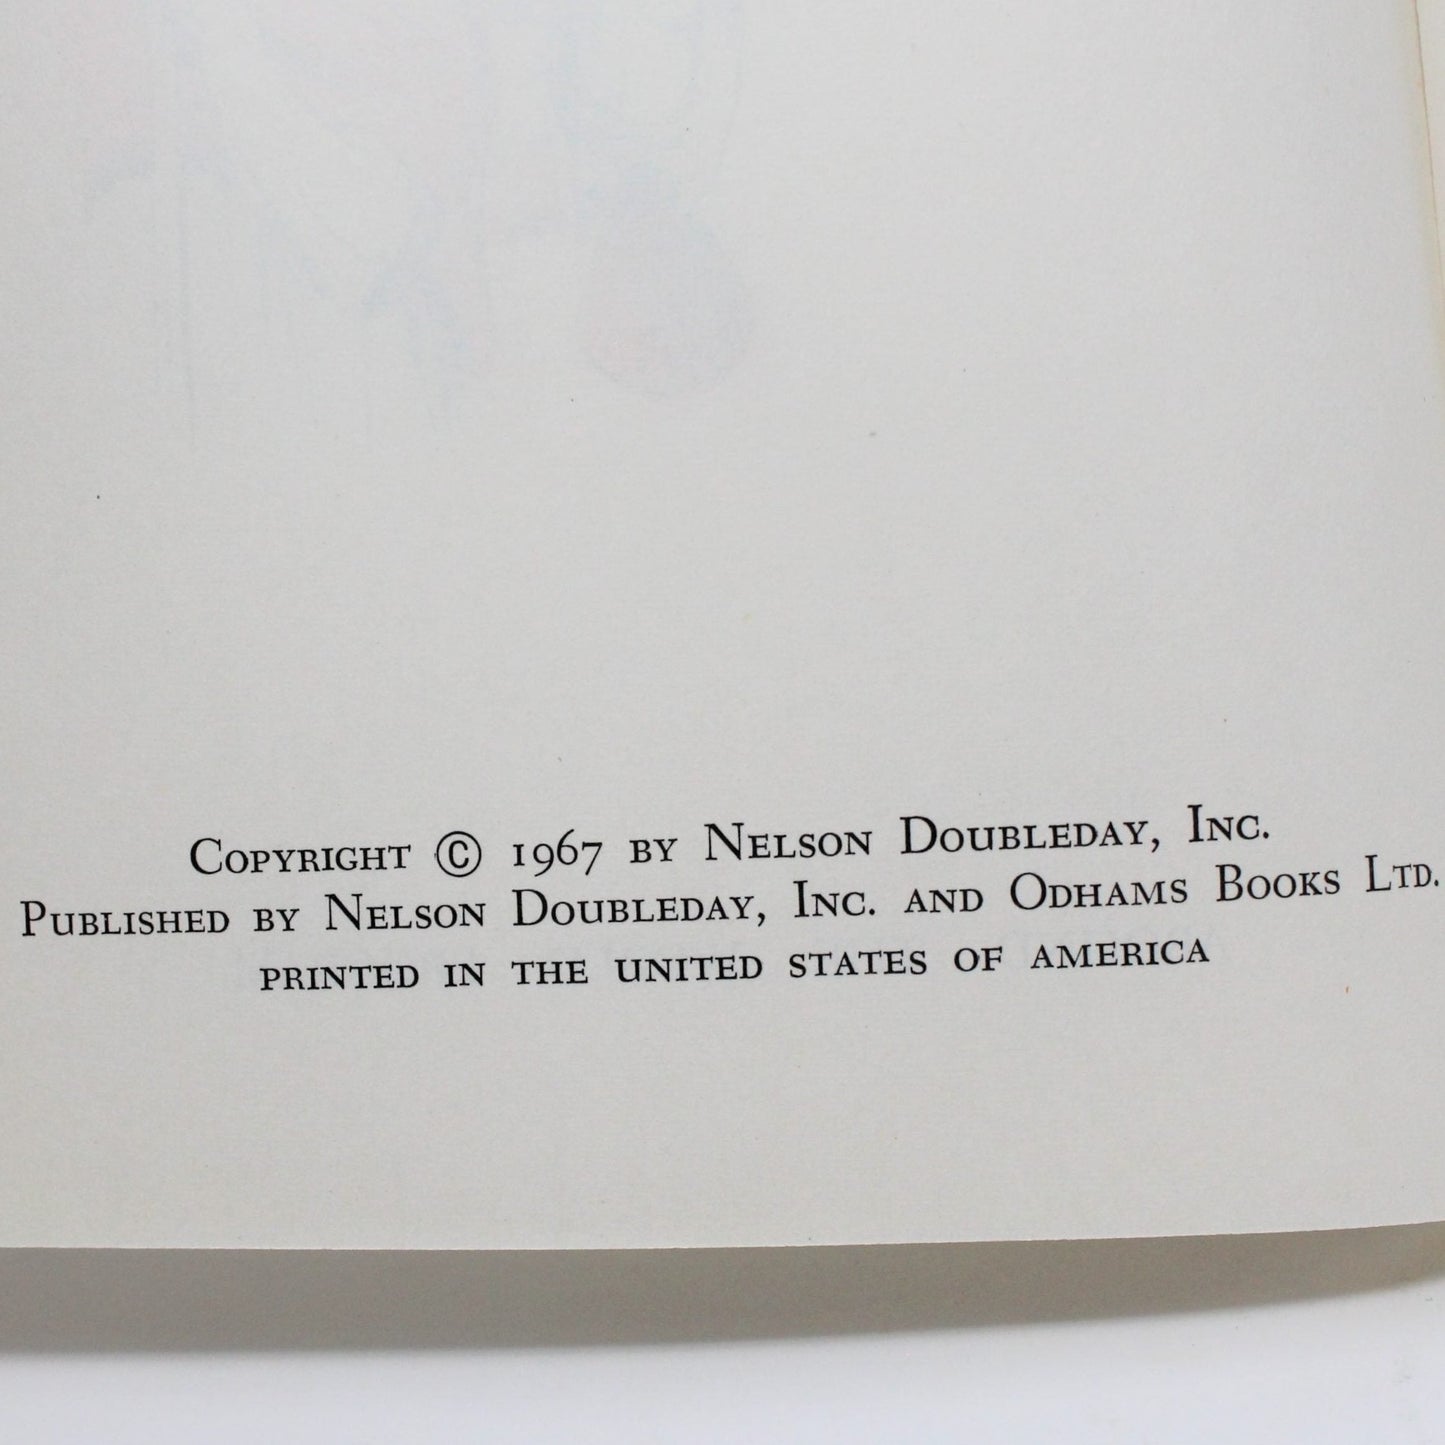 Copyright © 1967 by Nelson Doubleday, Inc.
Published by Nelson Doubleday, Inc. and Odhams Books Ltd.
printed in the united states of america